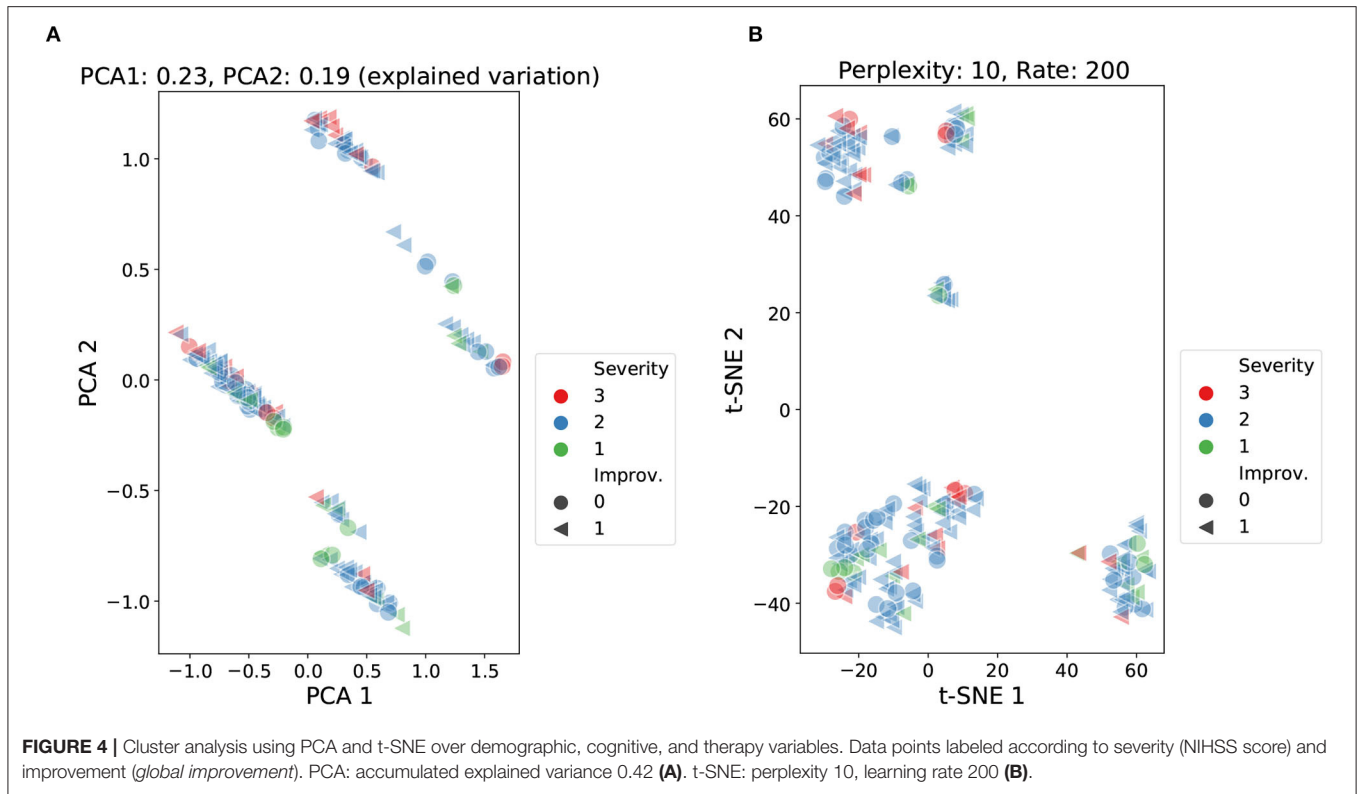 A
PCA1: 0.23, PCA2: 0.19 (explained variation)
1.0
0.5
0.0
−0.5
−1.0
PCA 2
−1.0 −0.5 0.0 0.5 1.0 1.5
PCA 1
Severity
3
2
1
Improv.
0
1
B
Perplexity: 10, Rate: 200
60
40
20
0
−20
−40
t-SNE 2
−20 0 20 40 60
t-SNE 1
Severity
3
2
1
Improv.
0
1
FIGURE 4 | Cluster analysis using PCA and t-SNE over demographic, cognitive, and therapy variables. Data points labeled according to severity (NIHSS score) and
improvement (global improvement). PCA: accumulated explained variance 0.42 (A). t-SNE: perplexity 10, learning rate 200 (B).